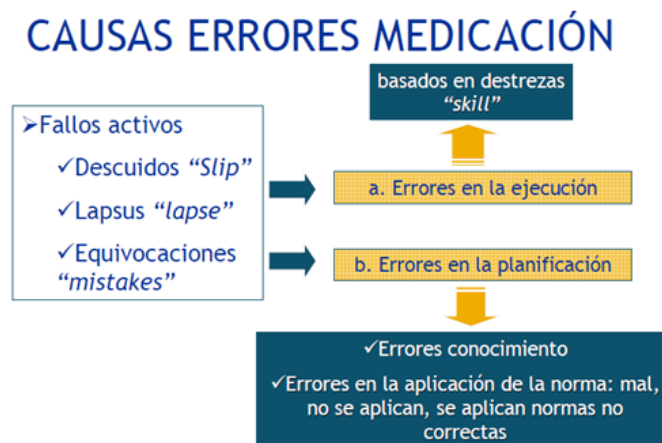 CAUSAS ERRORES MEDICACIÓN
➢Fallos activos
✓Descuidos “Slip”
✓Lapsus “lapse”
✓Equivocaciones
“mistakes”
basados en destrezas
“skill”
a. Errores en la ejecución
b. Errores en la planificación
✓Errores conocimiento
✓Errores en la aplicación de la norma: mal,
no se aplican, se aplican normas no
correctas